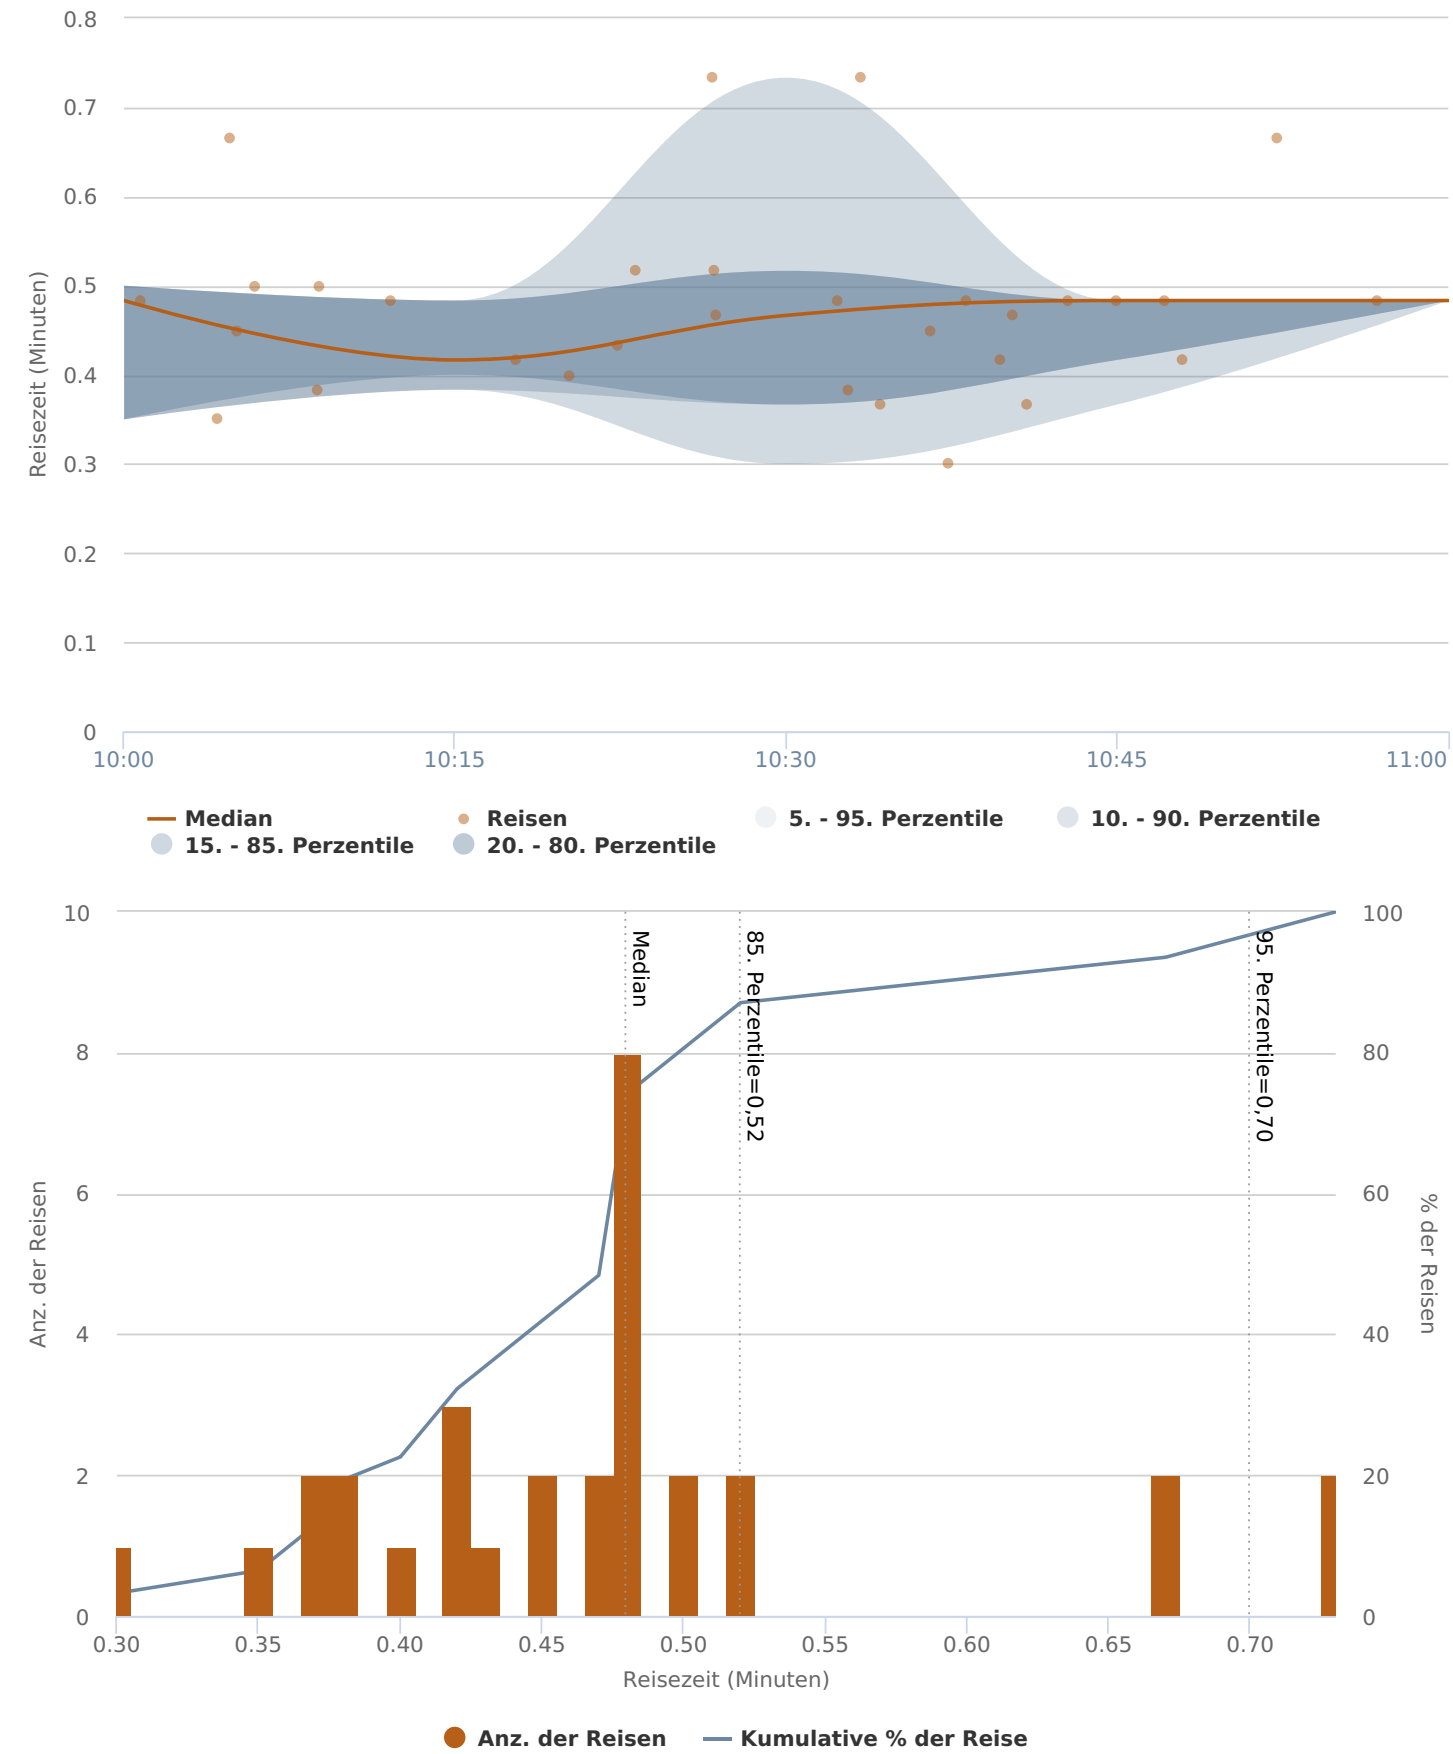 0.8
0.7
0.6
0.5
0.4
0.3
0.2
0.1
0
Reisezeit (Minuten)
10:00 10:15 10:30 10:45 11:00
Median Reisen 5. - 95. Perzentile 10. - 90. Perzentile
15. - 85. Perzentile 20. - 80. Perzentile
10 100
8 80
6 60
4 40
2 20
0 0
Anz. der Reisen
% der Reisen
Median
85. Perzentile=0,52
95. Perzentile=0,70
0.30 0.35 0.40 0.45 0.50 0.55 0.60 0.65 0.70
Reisezeit (Minuten)
Anz. der Reisen Kumulative % der Reise